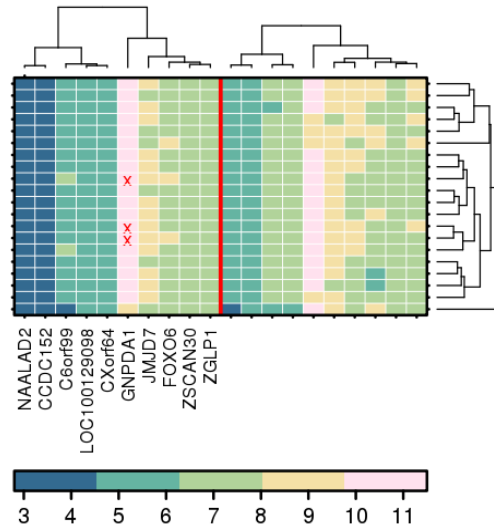 X
X
X
NAALAD2
CCDC152
C6orf99
LOC100129098
CXorf64
GNPDA1
JMJD7
FOXO6
ZSCAN30
ZGLP1
3 4 5 6 7 8 9 10 11